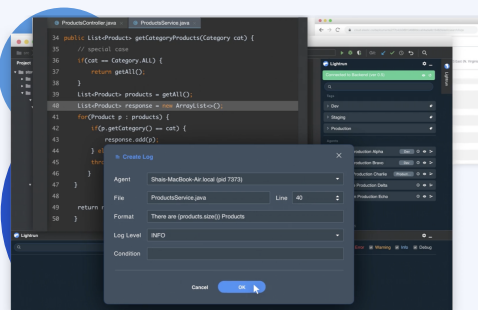 ProductsController.java
ProductsService.java
34 public List<Product> getCategoryProducts(Category cat) {
35 // special case
36 if(cat == Category.ALL) {
37 return getAll();
38 }
39 List<Product> products = getAll();
40 List<Product> response = new ArrayList<>();
41 for(Product p : products) {
42 if(p.getCategory() == cat) {
43 response.add(p);
44 }
45
46 }
47 }
48
49 return
50 }
Project
Lightrun
Dev
Staging
Production
Production Alpha
Production Bravo
Production Charlie
Production Delta
Production Echo
Lightrun
Create Log
Agent Shais-MacBook-Air local (pid 7373)
File ProductsService.java Line 40
Format There are {products.size()} Products
Log Level INFO
Condition
Cancel OK
Lightrun
Warning Info Debug